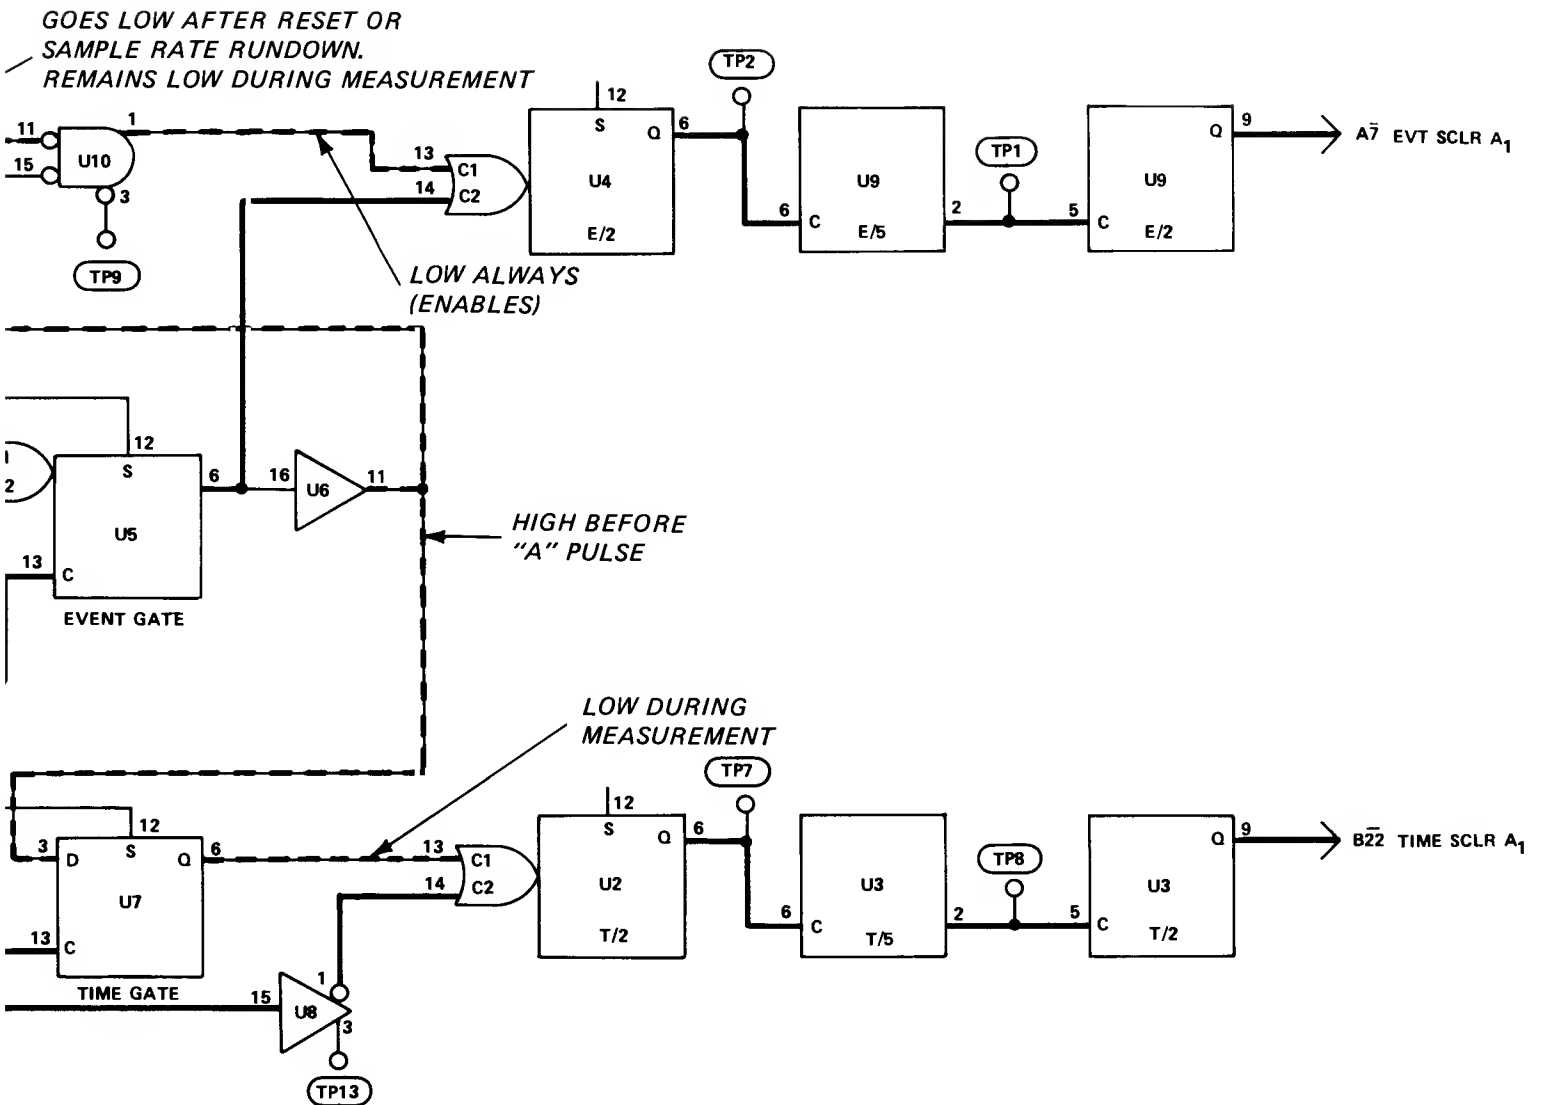 GOES LOW AFTER RESET OR
SAMPLE RATE RUNDOWN.
REMAINS LOW DURING MEASUREMENT
TP2
12
11
1
S
Q
6
Q
9
A7̅ EVT SCLR A1
U10
13
C1
TP1
15
14
C2
U4
U9
U9
3
6
C
2
5
C
E/2
E/5
E/2
TP9
LOW ALWAYS
(ENABLES)
12
1
S
6
16
U6
11
2
HIGH BEFORE
"A" PULSE
U5
13
C
EVENT GATE
LOW DURING
MEASUREMENT
TP7
12
12
S
Q
6
Q
9
B2̅2̅ TIME SCLR A1
3
D
S
Q
6
13
C1
TP8
14
C2
U2
U3
U3
U7
6
C
2
5
C
13
C
T/2
T/5
T/2
TIME GATE
1
15
U8
3
TP13